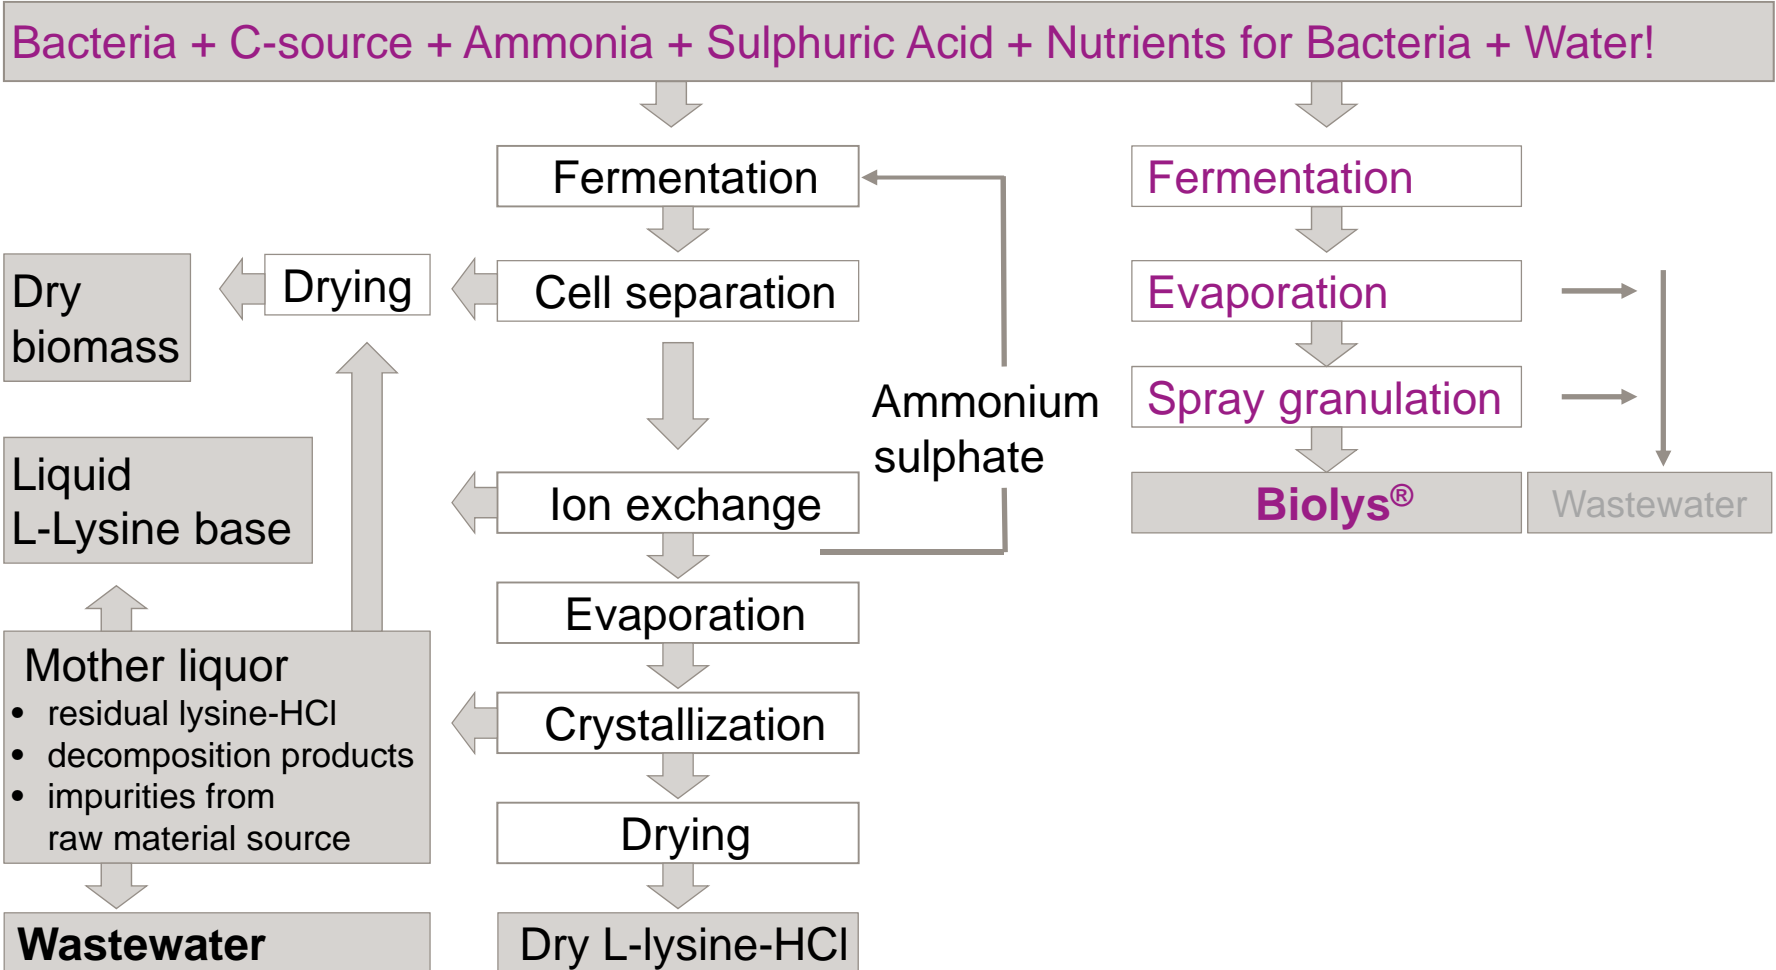 Bacteria + C-source + Ammonia + Sulphuric Acid + Nutrients for Bacteria + Water!
Fermentation
Fermentation
Dry
biomass
Drying
Cell separation
Evaporation
Ammonium
sulphate
Spray granulation
Liquid
L-Lysine base
Ion exchange
Biolys®
Wastewater
Evaporation
Mother liquor
• residual lysine-HCl
• decomposition products
• impurities from
raw material source
Crystallization
Drying
Wastewater
Dry L-lysine-HCl